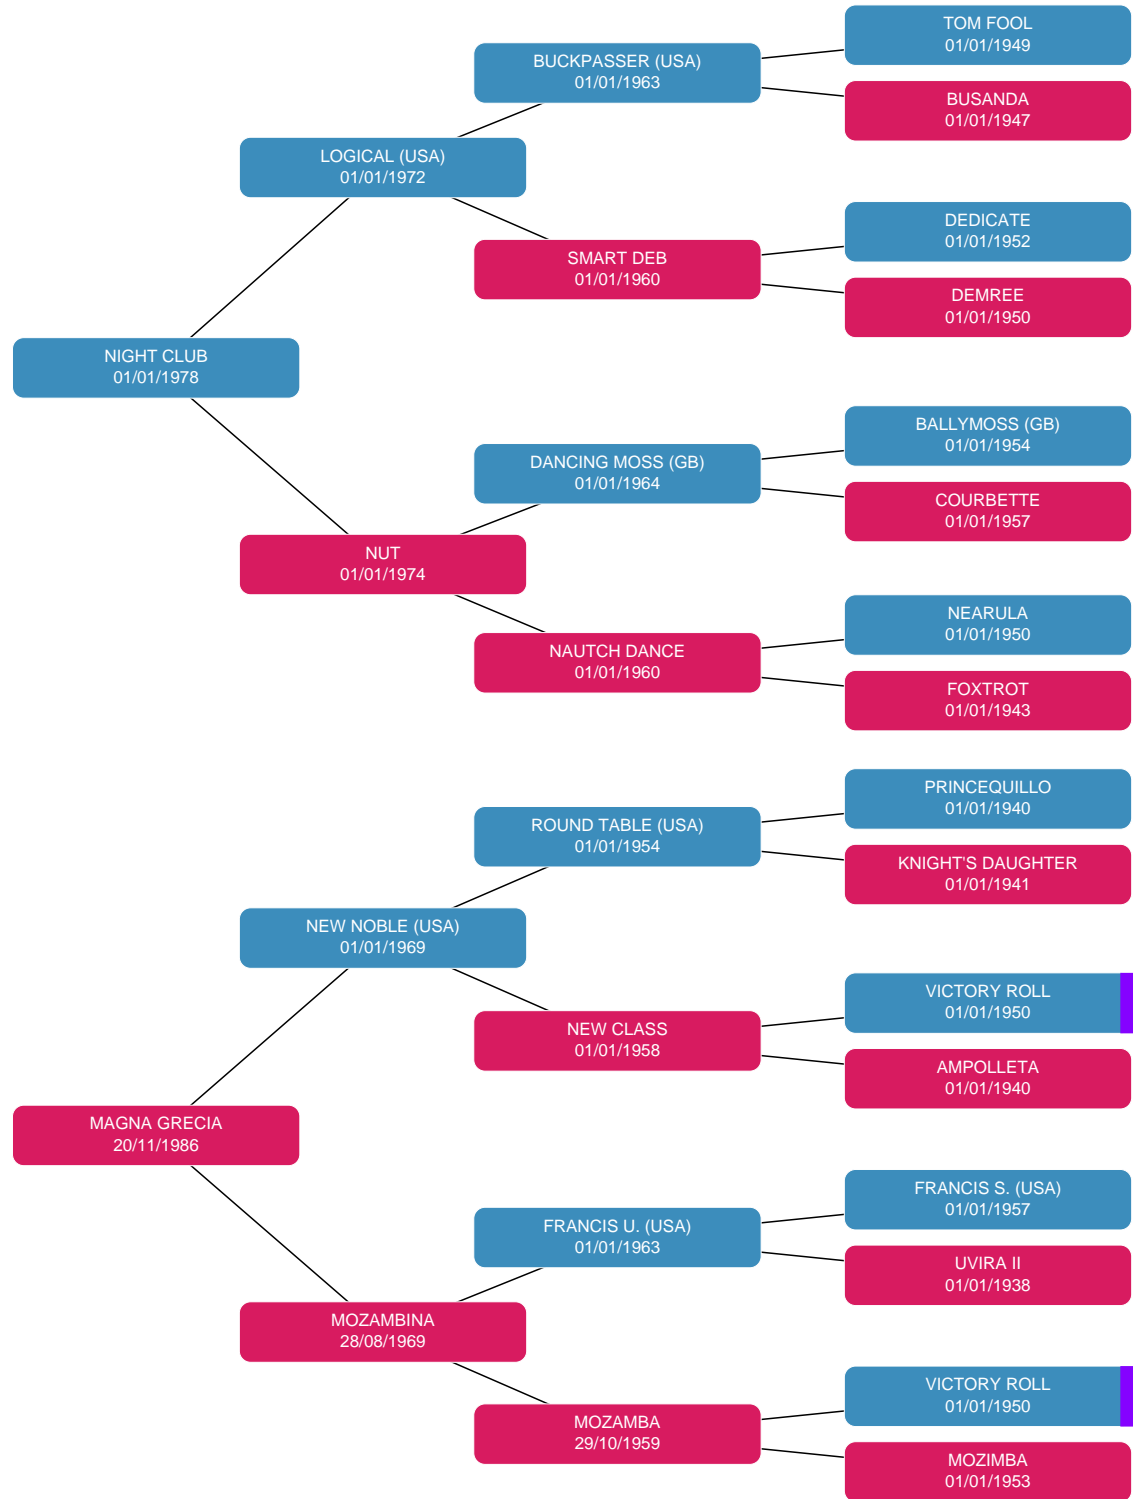 TOM FOOL
01/01/1949
BUCKPASSER (USA)
01/01/1963
BUSANDA
01/01/1947
LOGICAL (USA)
01/01/1972
DEDICATE
01/01/1952
SMART DEB
01/01/1960
DEMREE
01/01/1950
NIGHT CLUB
01/01/1978
BALLYMOSS (GB)
01/01/1954
DANCING MOSS (GB)
01/01/1964
COURBETTE
01/01/1957
NUT
01/01/1974
NEARULA
01/01/1950
NAUTCH DANCE
01/01/1960
FOXTROT
01/01/1943
PRINCEQUILLO
01/01/1940
ROUND TABLE (USA)
01/01/1954
KNIGHT'S DAUGHTER
01/01/1941
NEW NOBLE (USA)
01/01/1969
VICTORY ROLL
01/01/1950
NEW CLASS
01/01/1958
AMPOLLETA
01/01/1940
MAGNA GRECIA
20/11/1986
FRANCIS S. (USA)
01/01/1957
FRANCIS U. (USA)
01/01/1963
UVIRA II
01/01/1938
MOZAMBINA
28/08/1969
VICTORY ROLL
01/01/1950
MOZAMBA
29/10/1959
MOZIMBA
01/01/1953